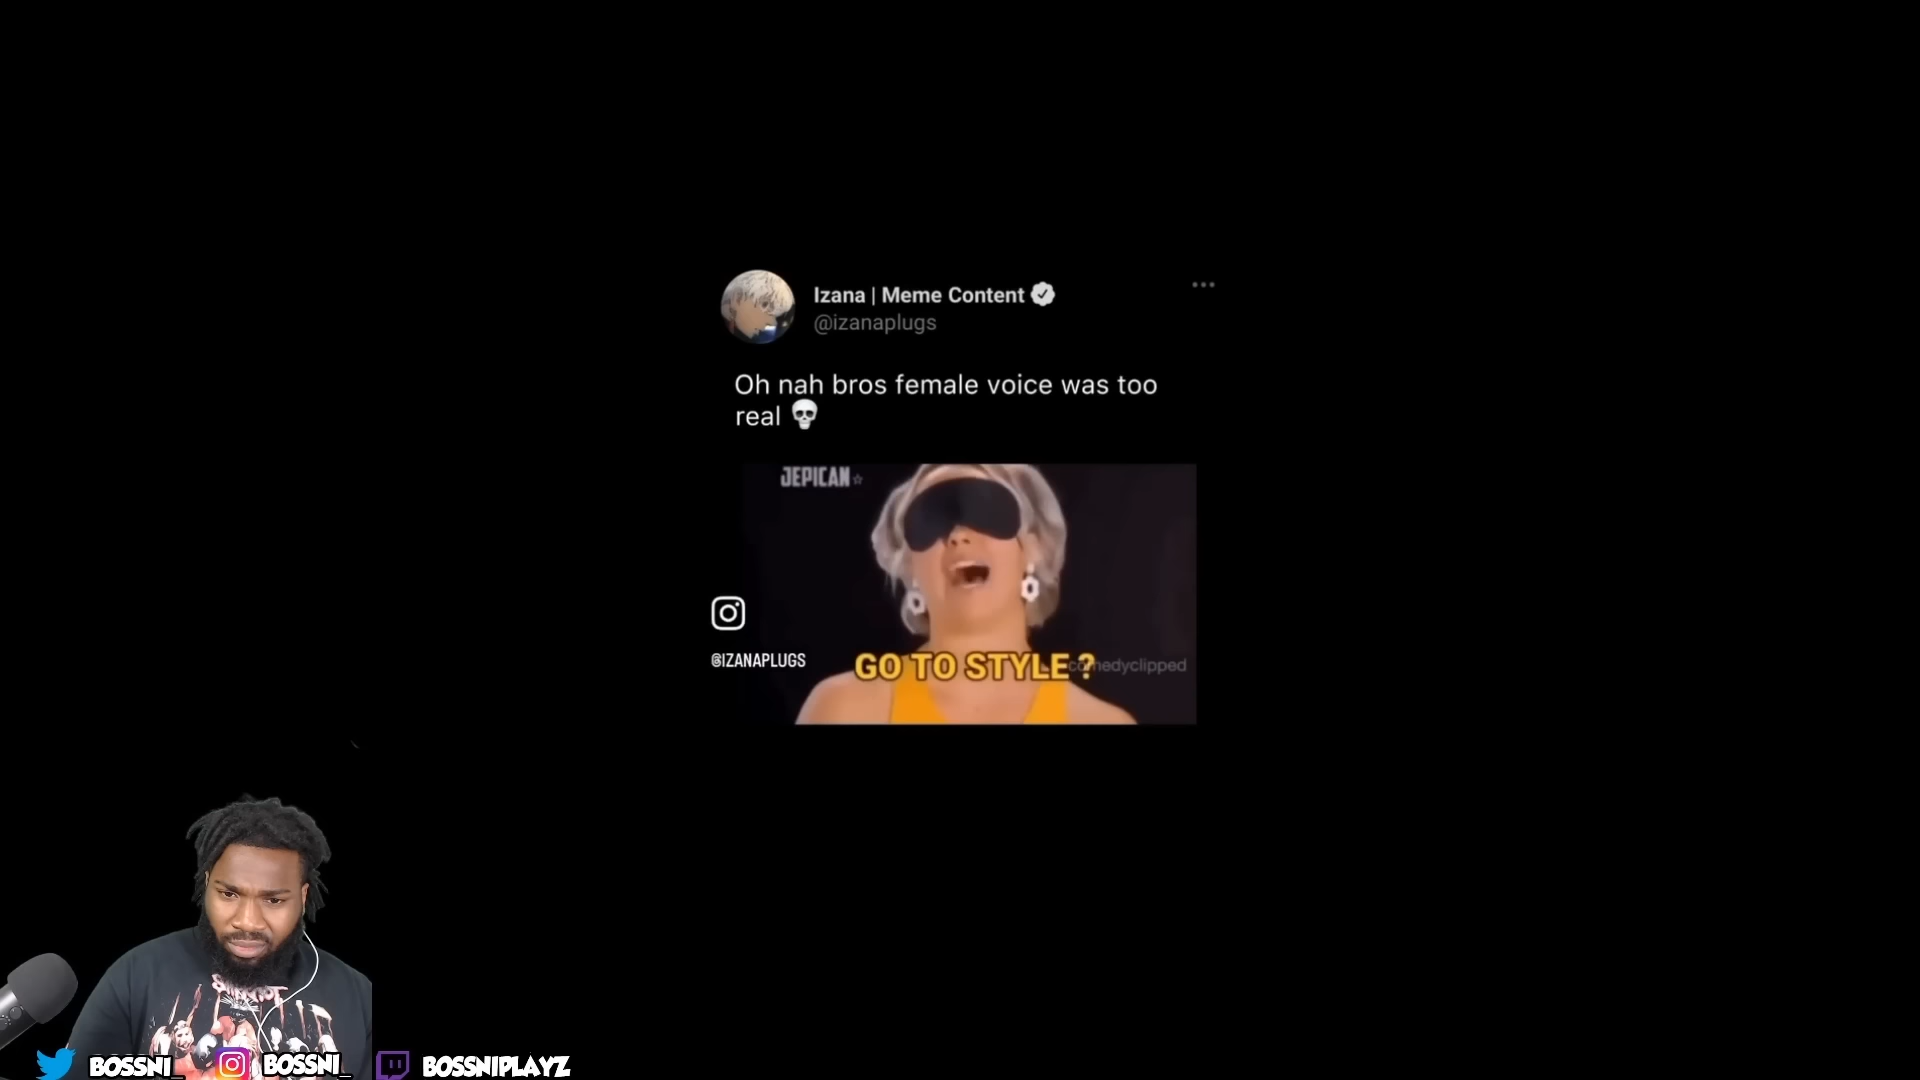 Izana | Meme Content
@izanaplugs
Oh nah bros female voice was too
real 💀
JEPICAN☆
@IZANAPLUGS
GO TO STYLE ?
comedyclipped
BOSSNI_
BOSSNI_
BOSSNIPLAYZ